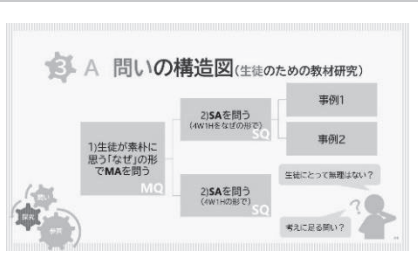 3 A 問いの構造図(生徒のための教材研究)
1)生徒が素朴に
思う「なぜ」の形
でMAを問う
MQ
2)SAを問う
(4W1Hをなぜの形で)
SQ
事例1
事例2
2)SAを問う
(4W1Hの形で)
SQ
生徒にとって無理はない?
?
考えに足る問い?
問い
探究